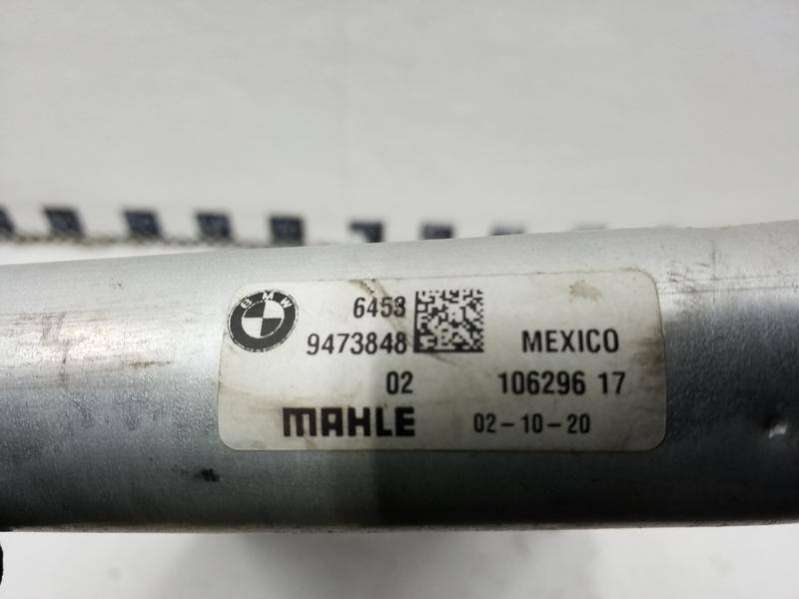 BMW
6453
9473848 MEXICO
02 106296 17
MAHLE 02-10-20